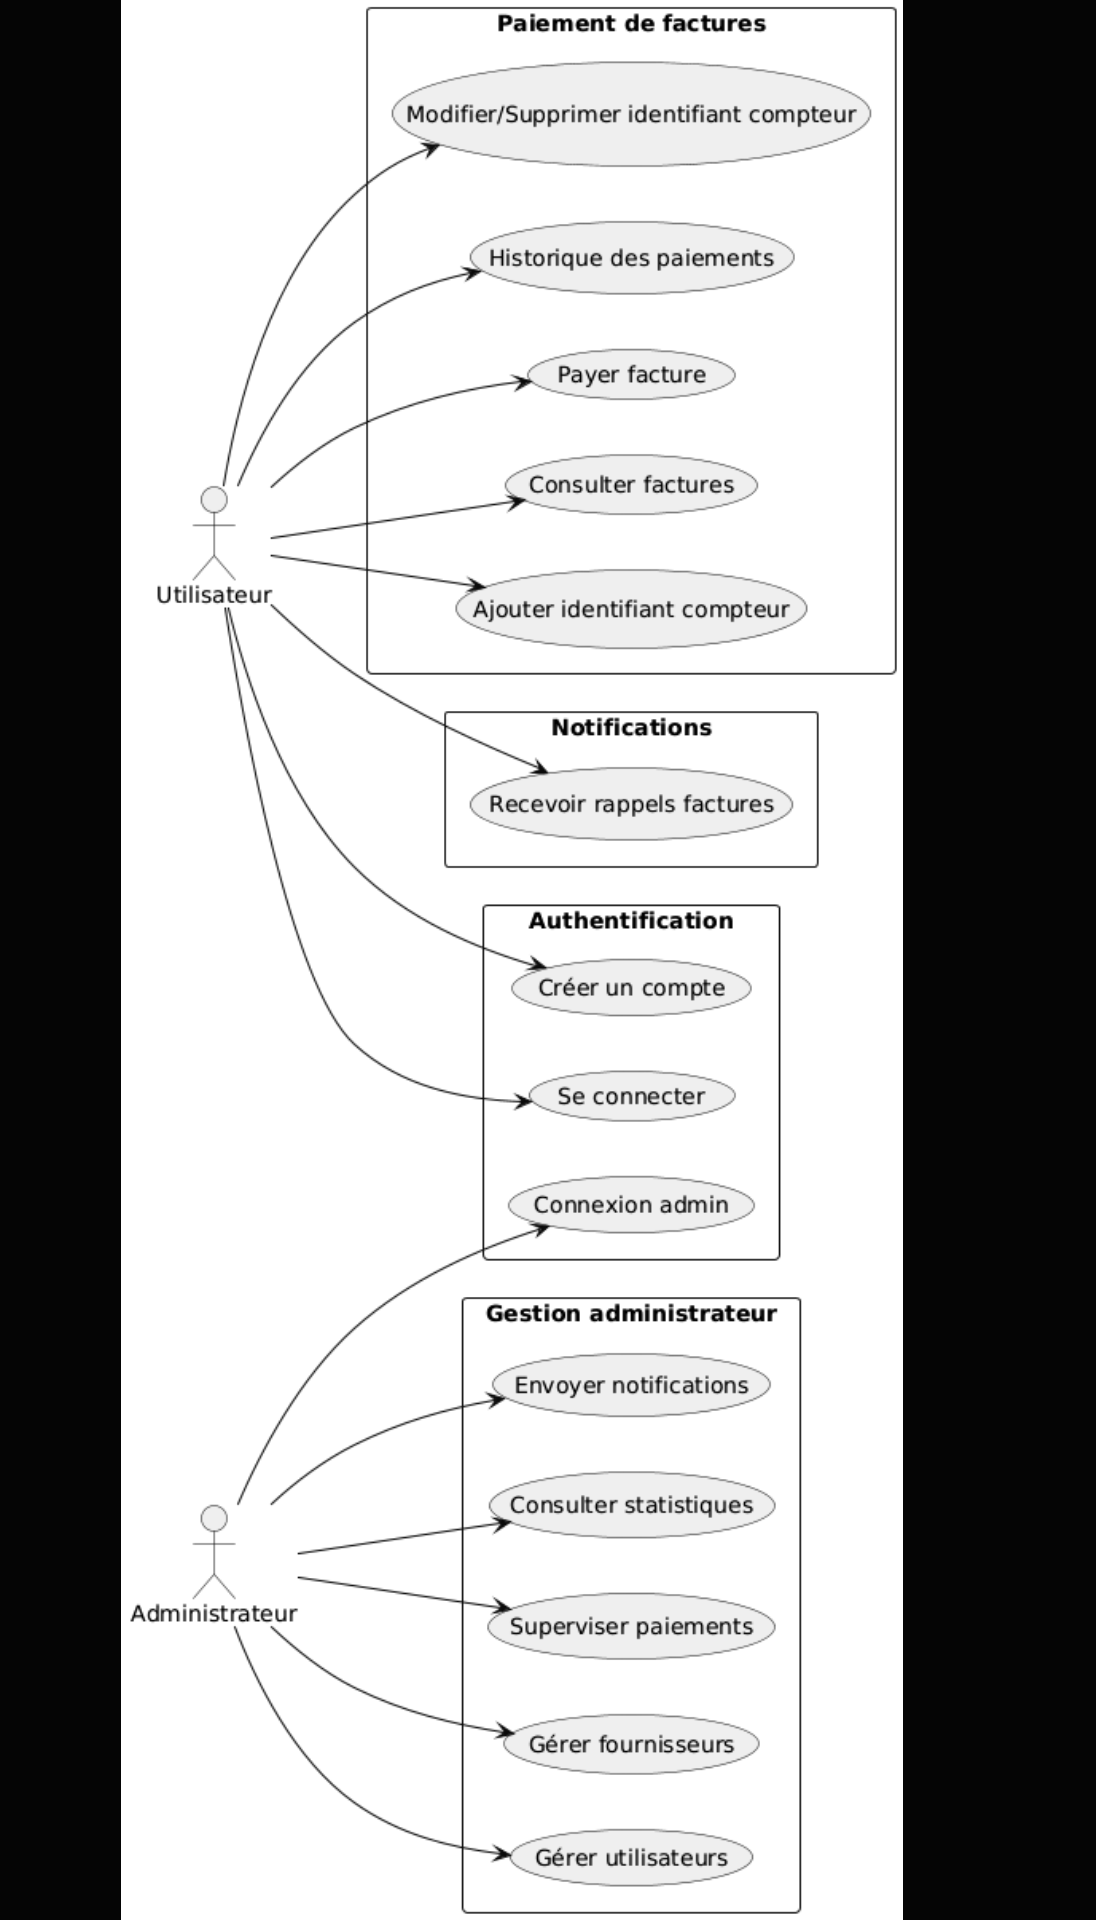 Paiement de factures
Modifier/Supprimer identifiant compteur
Historique des paiements
Payer facture
Consulter factures
Utilisateur
Ajouter identifiant compteur
Notifications
Recevoir rappels factures
Authentification
Créer un compte
Se connecter
Connexion admin
Gestion administrateur
Envoyer notifications
Consulter statistiques
Administrateur
Superviser paiements
Gérer fournisseurs
Gérer utilisateurs